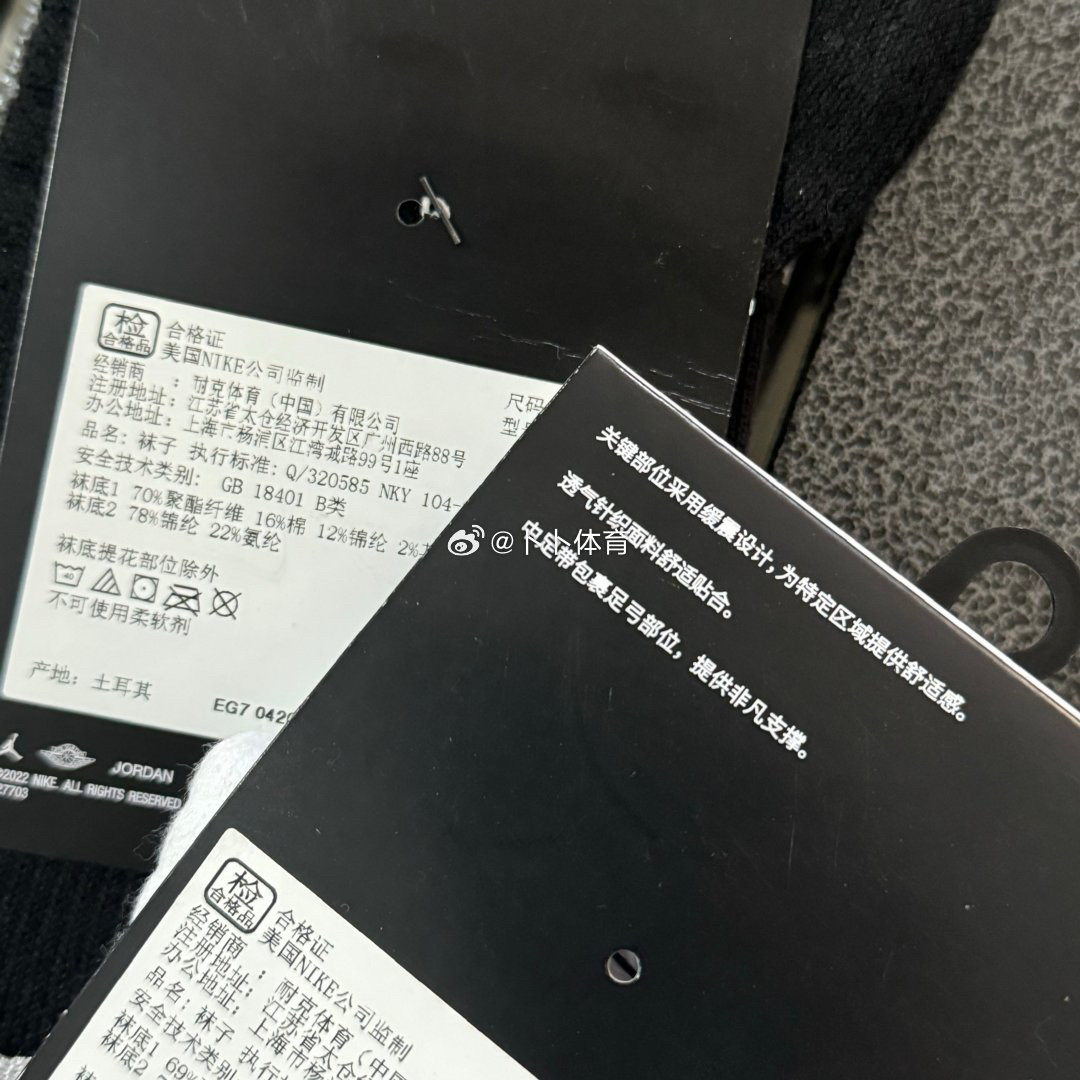 检
合格品
合格证
美国NIKE公司监制
经销商 : 耐克体育 (中国) 有限公司
注册地址: 江苏省太仓经济开发区广州西路88号
办公地址: 上海市杨浦区江湾城路99号1座
品名: 袜子 执行标准: Q/320585 NKY 104-
安全技术类别: GB 18401 B类
袜底1 70%聚酯纤维 16%棉 12%锦纶 2%
袜底2 78%锦纶 22%氨纶
袜底提花部位除外
40
不可使用柔软剂
产地: 土耳其
EG7 042
尺码
型
JORDAN
©2022 NIKE. ALL RIGHTS RESERVED
27703
关键部位采用缓震设计，为特定区域提供舒适感。
透气针织面料舒适贴合。
中足带包裹足弓部位，提供非凡支撑。
@卜卜体育
检
合格品
合格证
美国NIKE公司监制
经销商 : 耐克体育 (中国
注册地址: 江苏省太仓
办公地址: 上海市杨
品名: 袜子 执行
安全技术类别
袜底1 69%
袜底2